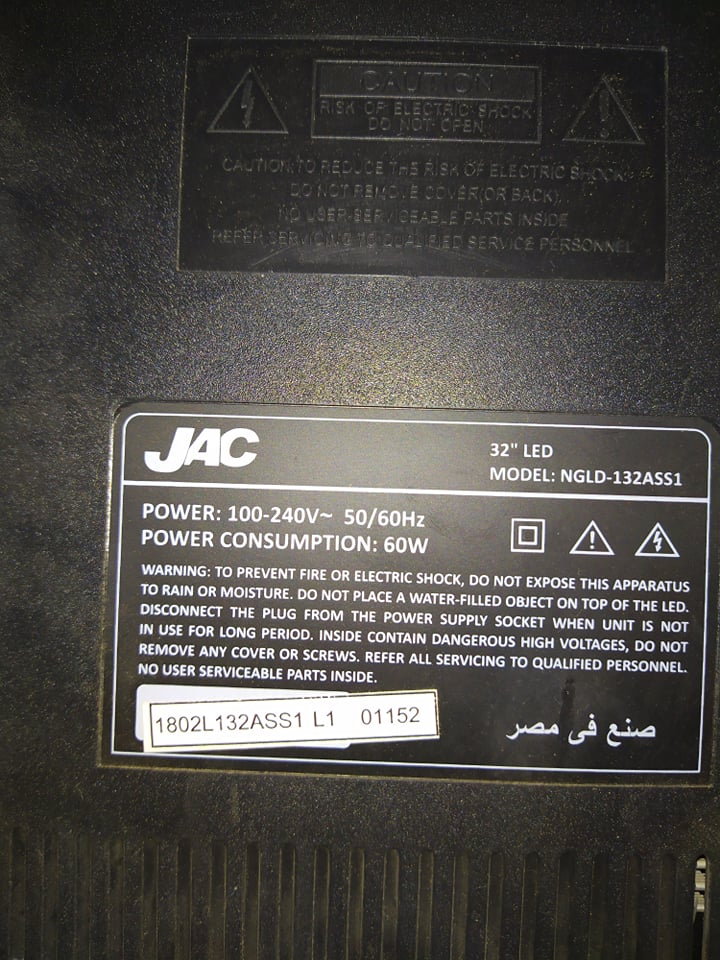 CAUTION
RISK OF ELECTRIC SHOCK
DO NOT OPEN
CAUTION:TO REDUCE THE RISK OF ELECTRIC SHOCK,
DO NOT REMOVE COVER(OR BACK),
NO USER-SERVICEABLE PARTS INSIDE
REFER SERVICING TO QUALIFIED SERVICE PERSONNEL
JAC
32" LED
MODEL: NGLD-132ASS1
POWER: 100-240V~ 50/60Hz
POWER CONSUMPTION: 60W
WARNING: TO PREVENT FIRE OR ELECTRIC SHOCK, DO NOT EXPOSE THIS APPARATUS
TO RAIN OR MOISTURE. DO NOT PLACE A WATER-FILLED OBJECT ON TOP OF THE LED.
DISCONNECT THE PLUG FROM THE POWER SUPPLY SOCKET WHEN UNIT IS NOT
IN USE FOR LONG PERIOD. INSIDE CONTAIN DANGEROUS HIGH VOLTAGES, DO NOT
REMOVE ANY COVER OR SCREWS. REFER ALL SERVICING TO QUALIFIED PERSONNEL.
NO USER SERVICEABLE PARTS INSIDE.
1802L132ASS1 L1 01152
صنع فى مصر